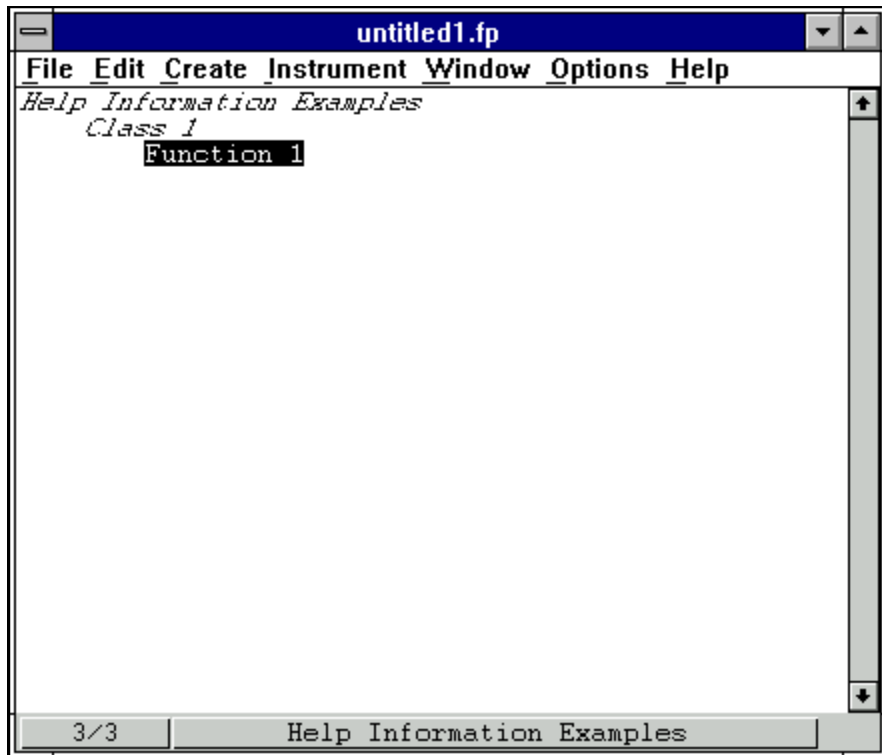 untitled1.fp
File Edit Create Instrument Window Options Help
Help Information Examples
Class 1
Function 1
3/3 Help Information Examples